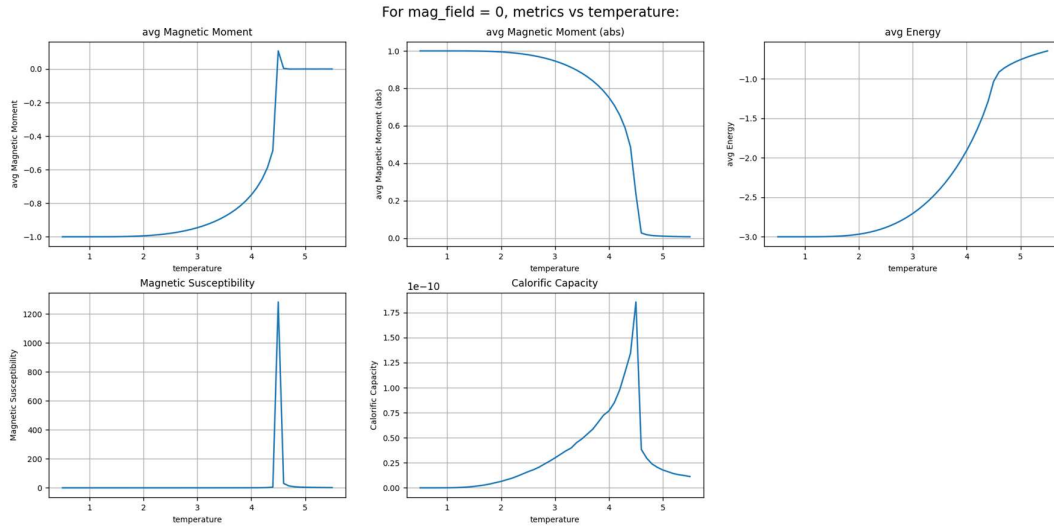 For mag_field = 0, metrics vs temperature:
avg Magnetic Moment
avg Magnetic Moment
0.0
−0.2
−0.4
−0.6
−0.8
−1.0
1 2 3 4 5
temperature
avg Magnetic Moment (abs)
avg Magnetic Moment (abs)
1.0
0.8
0.6
0.4
0.2
0.0
1 2 3 4 5
temperature
avg Energy
avg Energy
−1.0
−1.5
−2.0
−2.5
−3.0
1 2 3 4 5
temperature
Magnetic Susceptibility
Magnetic Susceptibility
1200
1000
800
600
400
200
0
1 2 3 4 5
temperature
Calorific Capacity
1e−10
Calorific Capacity
1.75
1.50
1.25
1.00
0.75
0.50
0.25
0.00
1 2 3 4 5
temperature